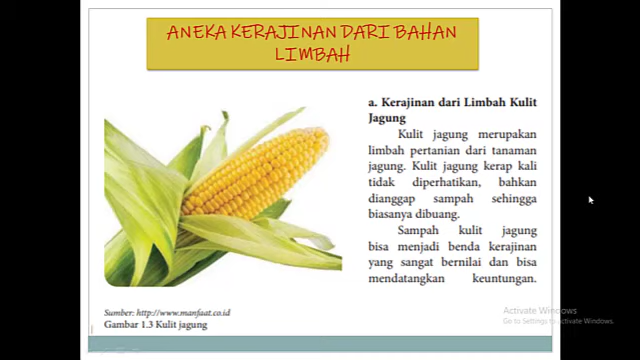 ANEKA KERAJINAN DARI BAHAN
LIMBAH
a. Kerajinan dari Limbah Kulit
Jagung
Kulit jagung merupakan
limbah pertanian dari tanaman
jagung. Kulit jagung kerap kali
tidak diperhatikan, bahkan
dianggap sampah sehingga
biasanya dibuang.
Sampah kulit jagung
bisa menjadi benda kerajinan
yang sangat bernilai dan bisa
mendatangkan keuntungan.
Sumber: http://www.manfaat.co.id
Gambar 1.3 Kulit jagung
Activate Windows
Go to Settings to activate Windows.